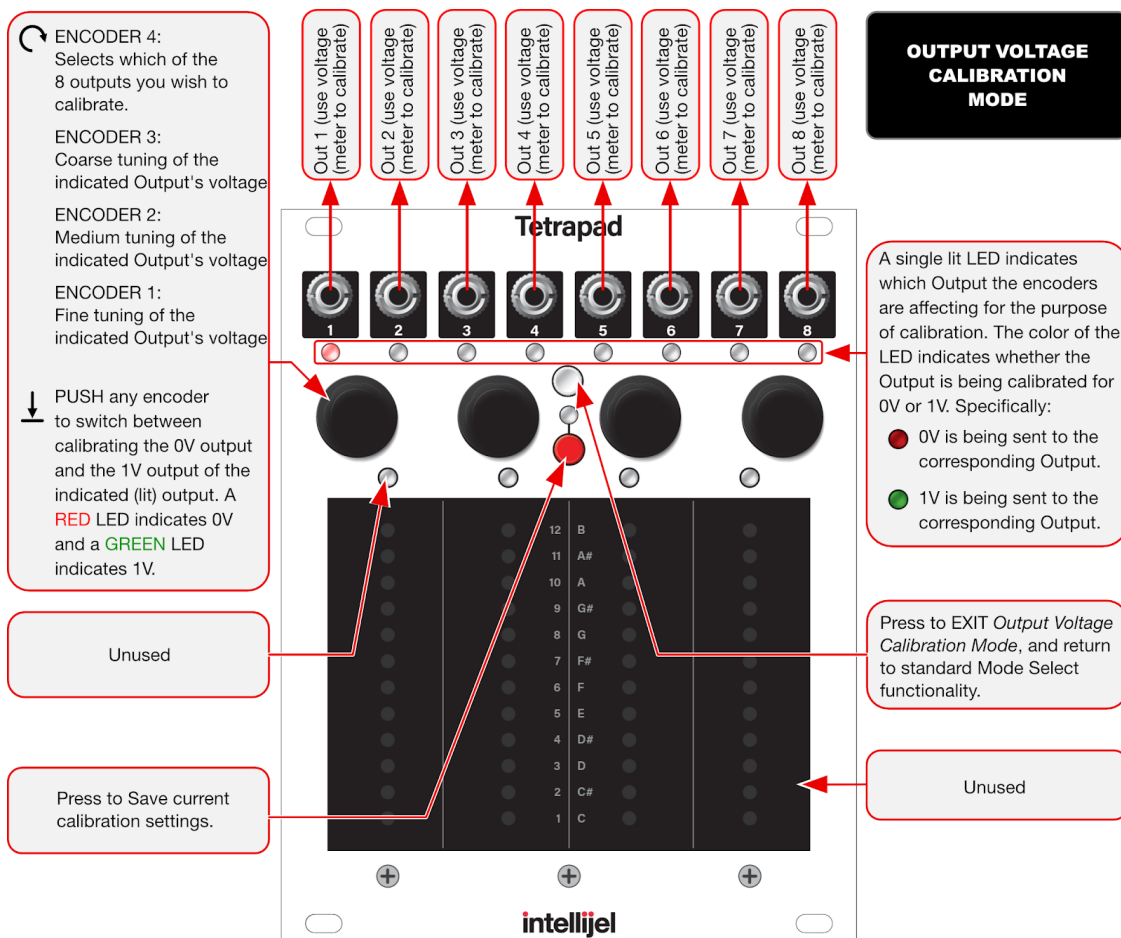 ENCODER 4:
Selects which of the
8 outputs you wish to
calibrate.
ENCODER 3:
Coarse tuning of the
indicated Output's voltage
ENCODER 2:
Medium tuning of the
indicated Output's voltage
ENCODER 1:
Fine tuning of the
indicated Output's voltage
PUSH any encoder
to switch between
calibrating the 0V output
and the 1V output of the
indicated (lit) output. A
RED LED indicates 0V
and a GREEN LED
indicates 1V.
Unused
Press to Save current
calibration settings.
Out 1 (use voltage
(meter to calibrate)
Out 2 (use voltage
(meter to calibrate)
Out 3 (use voltage
(meter to calibrate)
Out 4 (use voltage
(meter to calibrate)
Out 5 (use voltage
(meter to calibrate)
Out 6 (use voltage
(meter to calibrate)
Out 7 (use voltage
(meter to calibrate)
Out 8 (use voltage
(meter to calibrate)
Tetrapad
1 2 3 4 5 6 7 8
12 B
11 A#
10 A
9 G#
8 G
7 F#
6 F
5 E
4 D#
3 D
2 C#
1 C
intellijel
OUTPUT VOLTAGE
CALIBRATION
MODE
A single lit LED indicates
which Output the encoders
are affecting for the purpose
of calibration. The color of the
LED indicates whether the
Output is being calibrated for
0V or 1V. Specifically:
0V is being sent to the
corresponding Output.
1V is being sent to the
corresponding Output.
Press to EXIT Output Voltage
Calibration Mode, and return
to standard Mode Select
functionality.
Unused